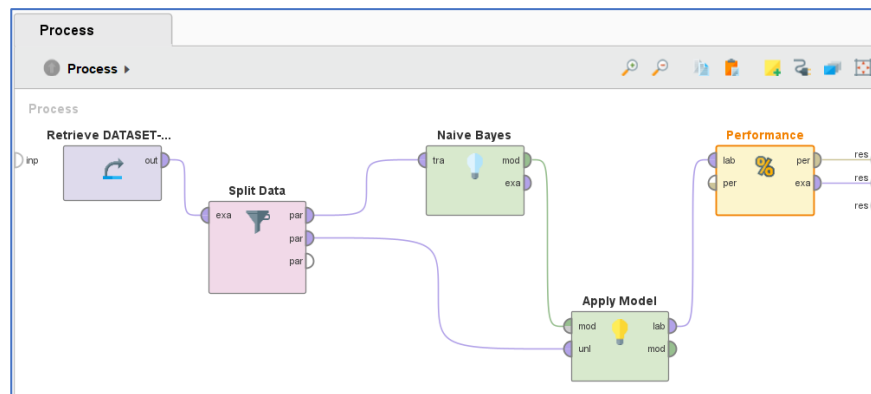 Process
Process
Process
Retrieve DATASET-...
Naive Bayes
Performance
inp
out
tra
mod
exa
lab
per
res
%
per
exa
res
Split Data
exa
par
par
par
res
Apply Model
mod
lab
unl
mod